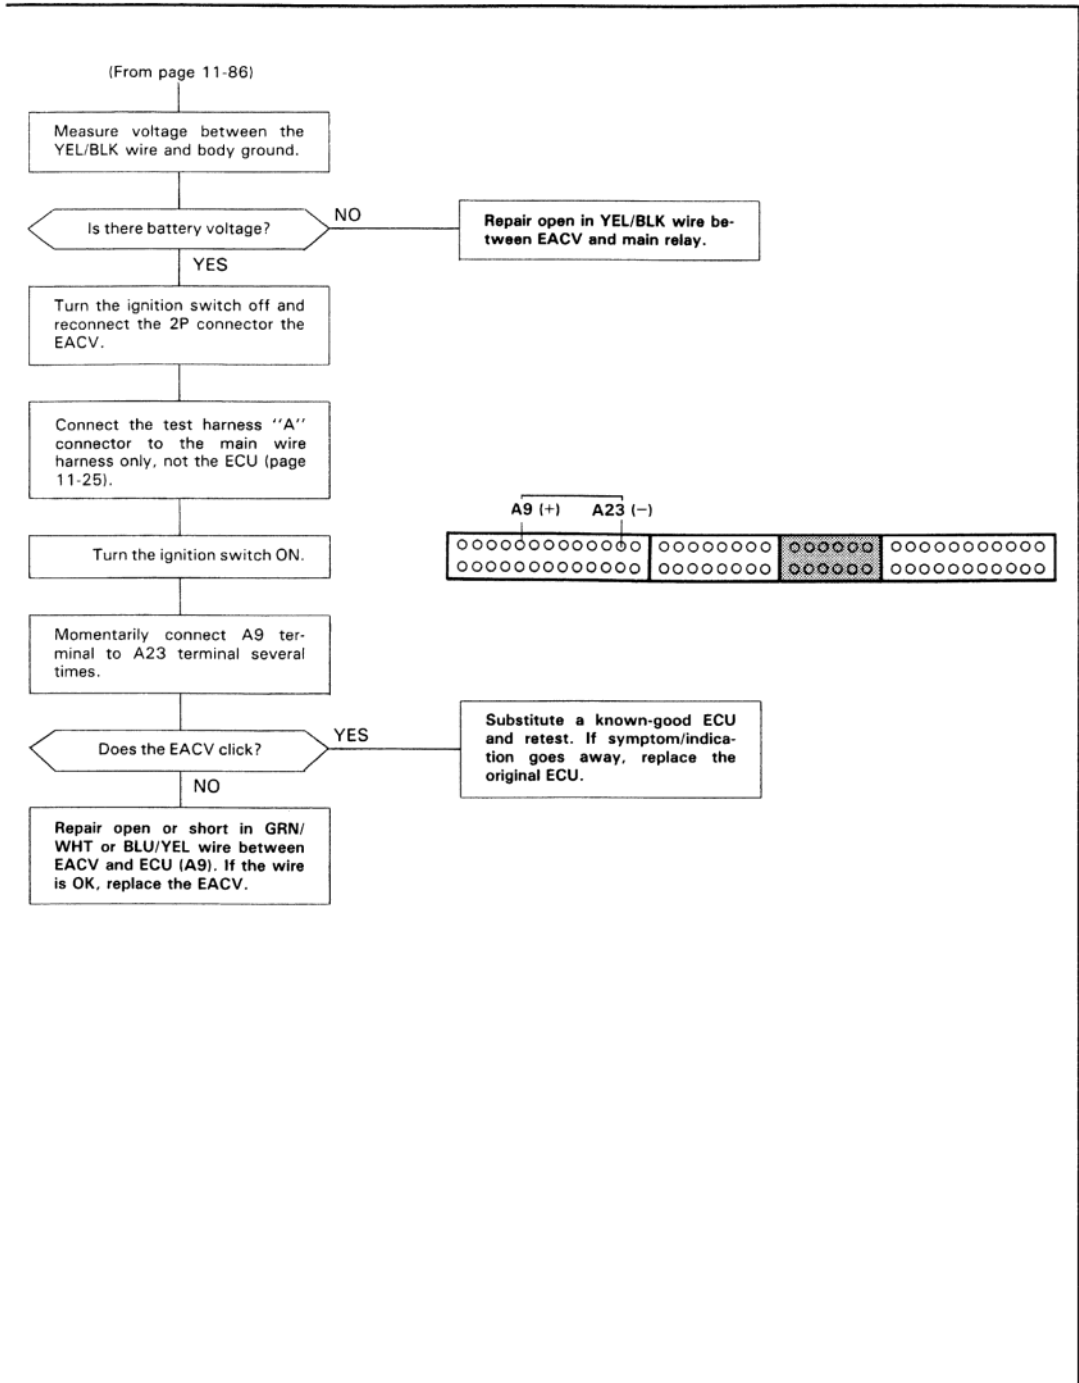 (From page 11-86)
Measure voltage between the
YEL/BLK wire and body ground.
Is there battery voltage?
NO
Repair open in YEL/BLK wire be-
tween EACV and main relay.
YES
Turn the ignition switch off and
reconnect the 2P connector the
EACV.
Connect the test harness "A"
connector to the main wire
harness only, not the ECU (page
11-25).
A9 (+) A23 (−)
Turn the ignition switch ON.
Momentarily connect A9 ter-
minal to A23 terminal several
times.
Does the EACV click?
YES
Substitute a known-good ECU
and retest. If symptom/indica-
tion goes away, replace the
original ECU.
NO
Repair open or short in GRN/
WHT or BLU/YEL wire between
EACV and ECU (A9). If the wire
is OK, replace the EACV.